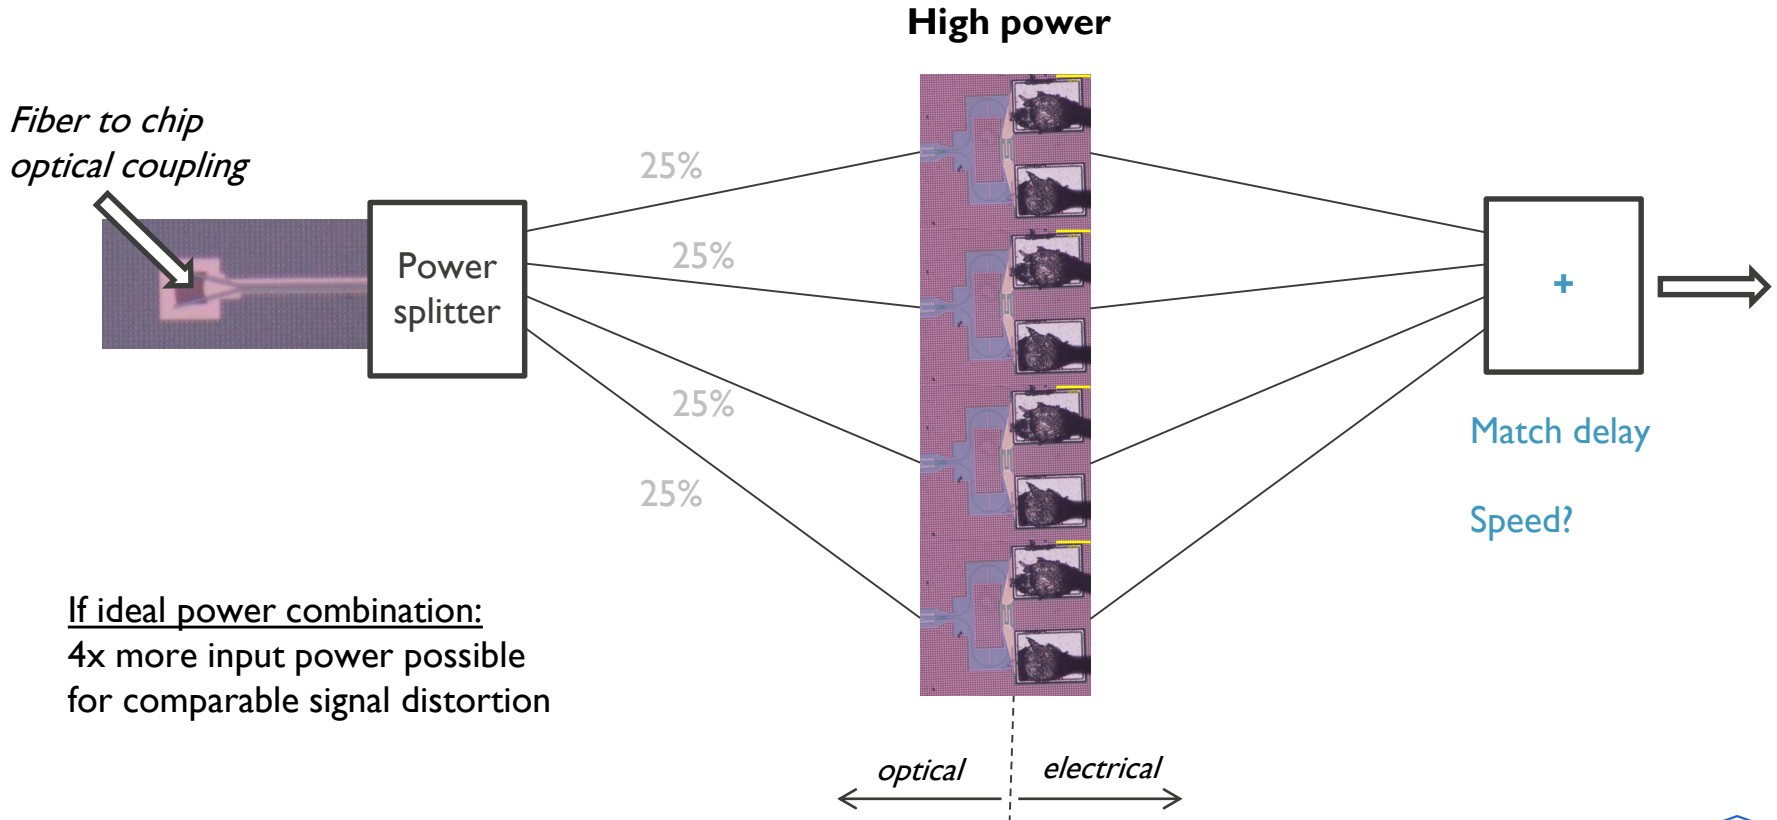 High power
Fiber to chip
optical coupling
Power
splitter
25%
25%
25%
25%
+
Match delay
Speed?
If ideal power combination:
4x more input power possible
for comparable signal distortion
optical
electrical